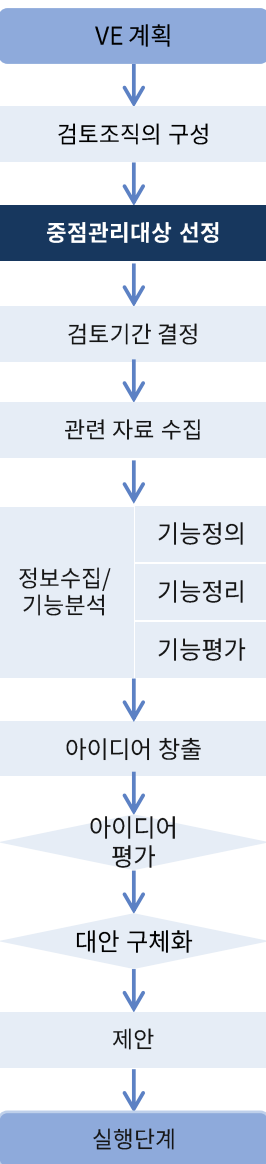 VE 계획
검토조직의 구성
중점관리대상 선정
검토기간 결정
관련 자료 수집
정보수집/
기능분석
기능정의
기능정리
기능평가
아이디어 창출
아이디어
평가
대안 구체화
제안
실행단계